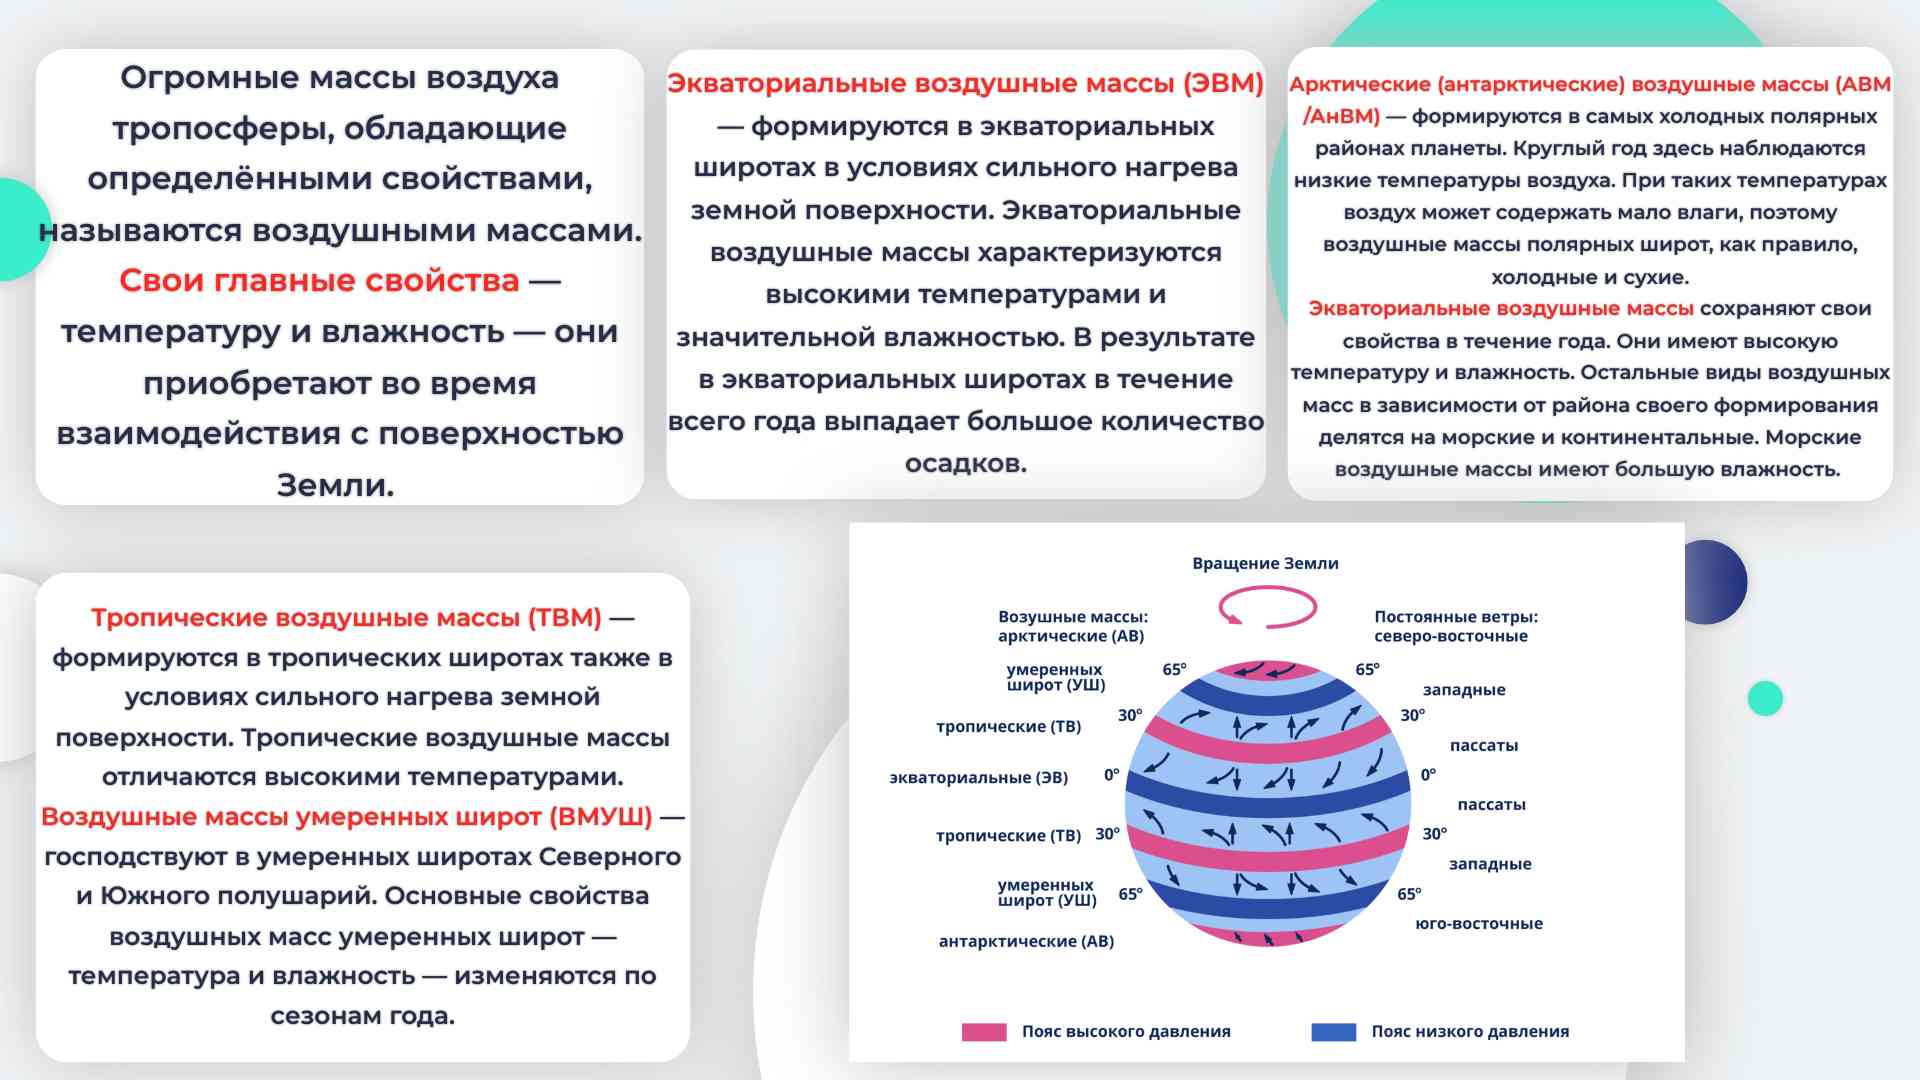 Огромные массы воздуха
тропосферы, обладающие
определёнными свойствами,
называются воздушными массами.
Свои главные свойства —
температуру и влажность — они
приобретают во время
взаимодействия с поверхностью
Земли.
Экваториальные воздушные массы (ЭВМ)
— формируются в экваториальных
широтах в условиях сильного нагрева
земной поверхности. Экваториальные
воздушные массы характеризуются
высокими температурами и
значительной влажностью. В результате
в экваториальных широтах в течение
всего года выпадает большое количество
осадков.
Арктические (антарктические) воздушные массы (АВМ
/АнВМ) — формируются в самых холодных полярных
районах планеты. Круглый год здесь наблюдаются
низкие температуры воздуха. При таких температурах
воздух может содержать мало влаги, поэтому
воздушные массы полярных широт, как правило,
холодные и сухие.
Экваториальные воздушные массы сохраняют свои
свойства в течение года. Они имеют высокую
температуру и влажность. Остальные виды воздушных
масс в зависимости от района своего формирования
делятся на морские и континентальные. Морские
воздушные массы имеют большую влажность.
Тропические воздушные массы (ТВМ) —
формируются в тропических широтах также в
условиях сильного нагрева земной
поверхности. Тропические воздушные массы
отличаются высокими температурами.
Воздушные массы умеренных широт (ВМУШ) —
господствуют в умеренных широтах Северного
и Южного полушарий. Основные свойства
воздушных масс умеренных широт —
температура и влажность — изменяются по
сезонам года.
Вращение Земли
Возушные массы:
арктические (АВ)
Постоянные ветры:
северо-восточные
умеренных
широт (УШ)
65°
65°
западные
тропические (ТВ)
30°
30°
пассаты
экваториальные (ЭВ)
0°
0°
пассаты
тропические (ТВ)
30°
30°
западные
умеренных
широт (УШ)
65°
65°
юго-восточные
антарктические (АВ)
Пояс высокого давления
Пояс низкого давления